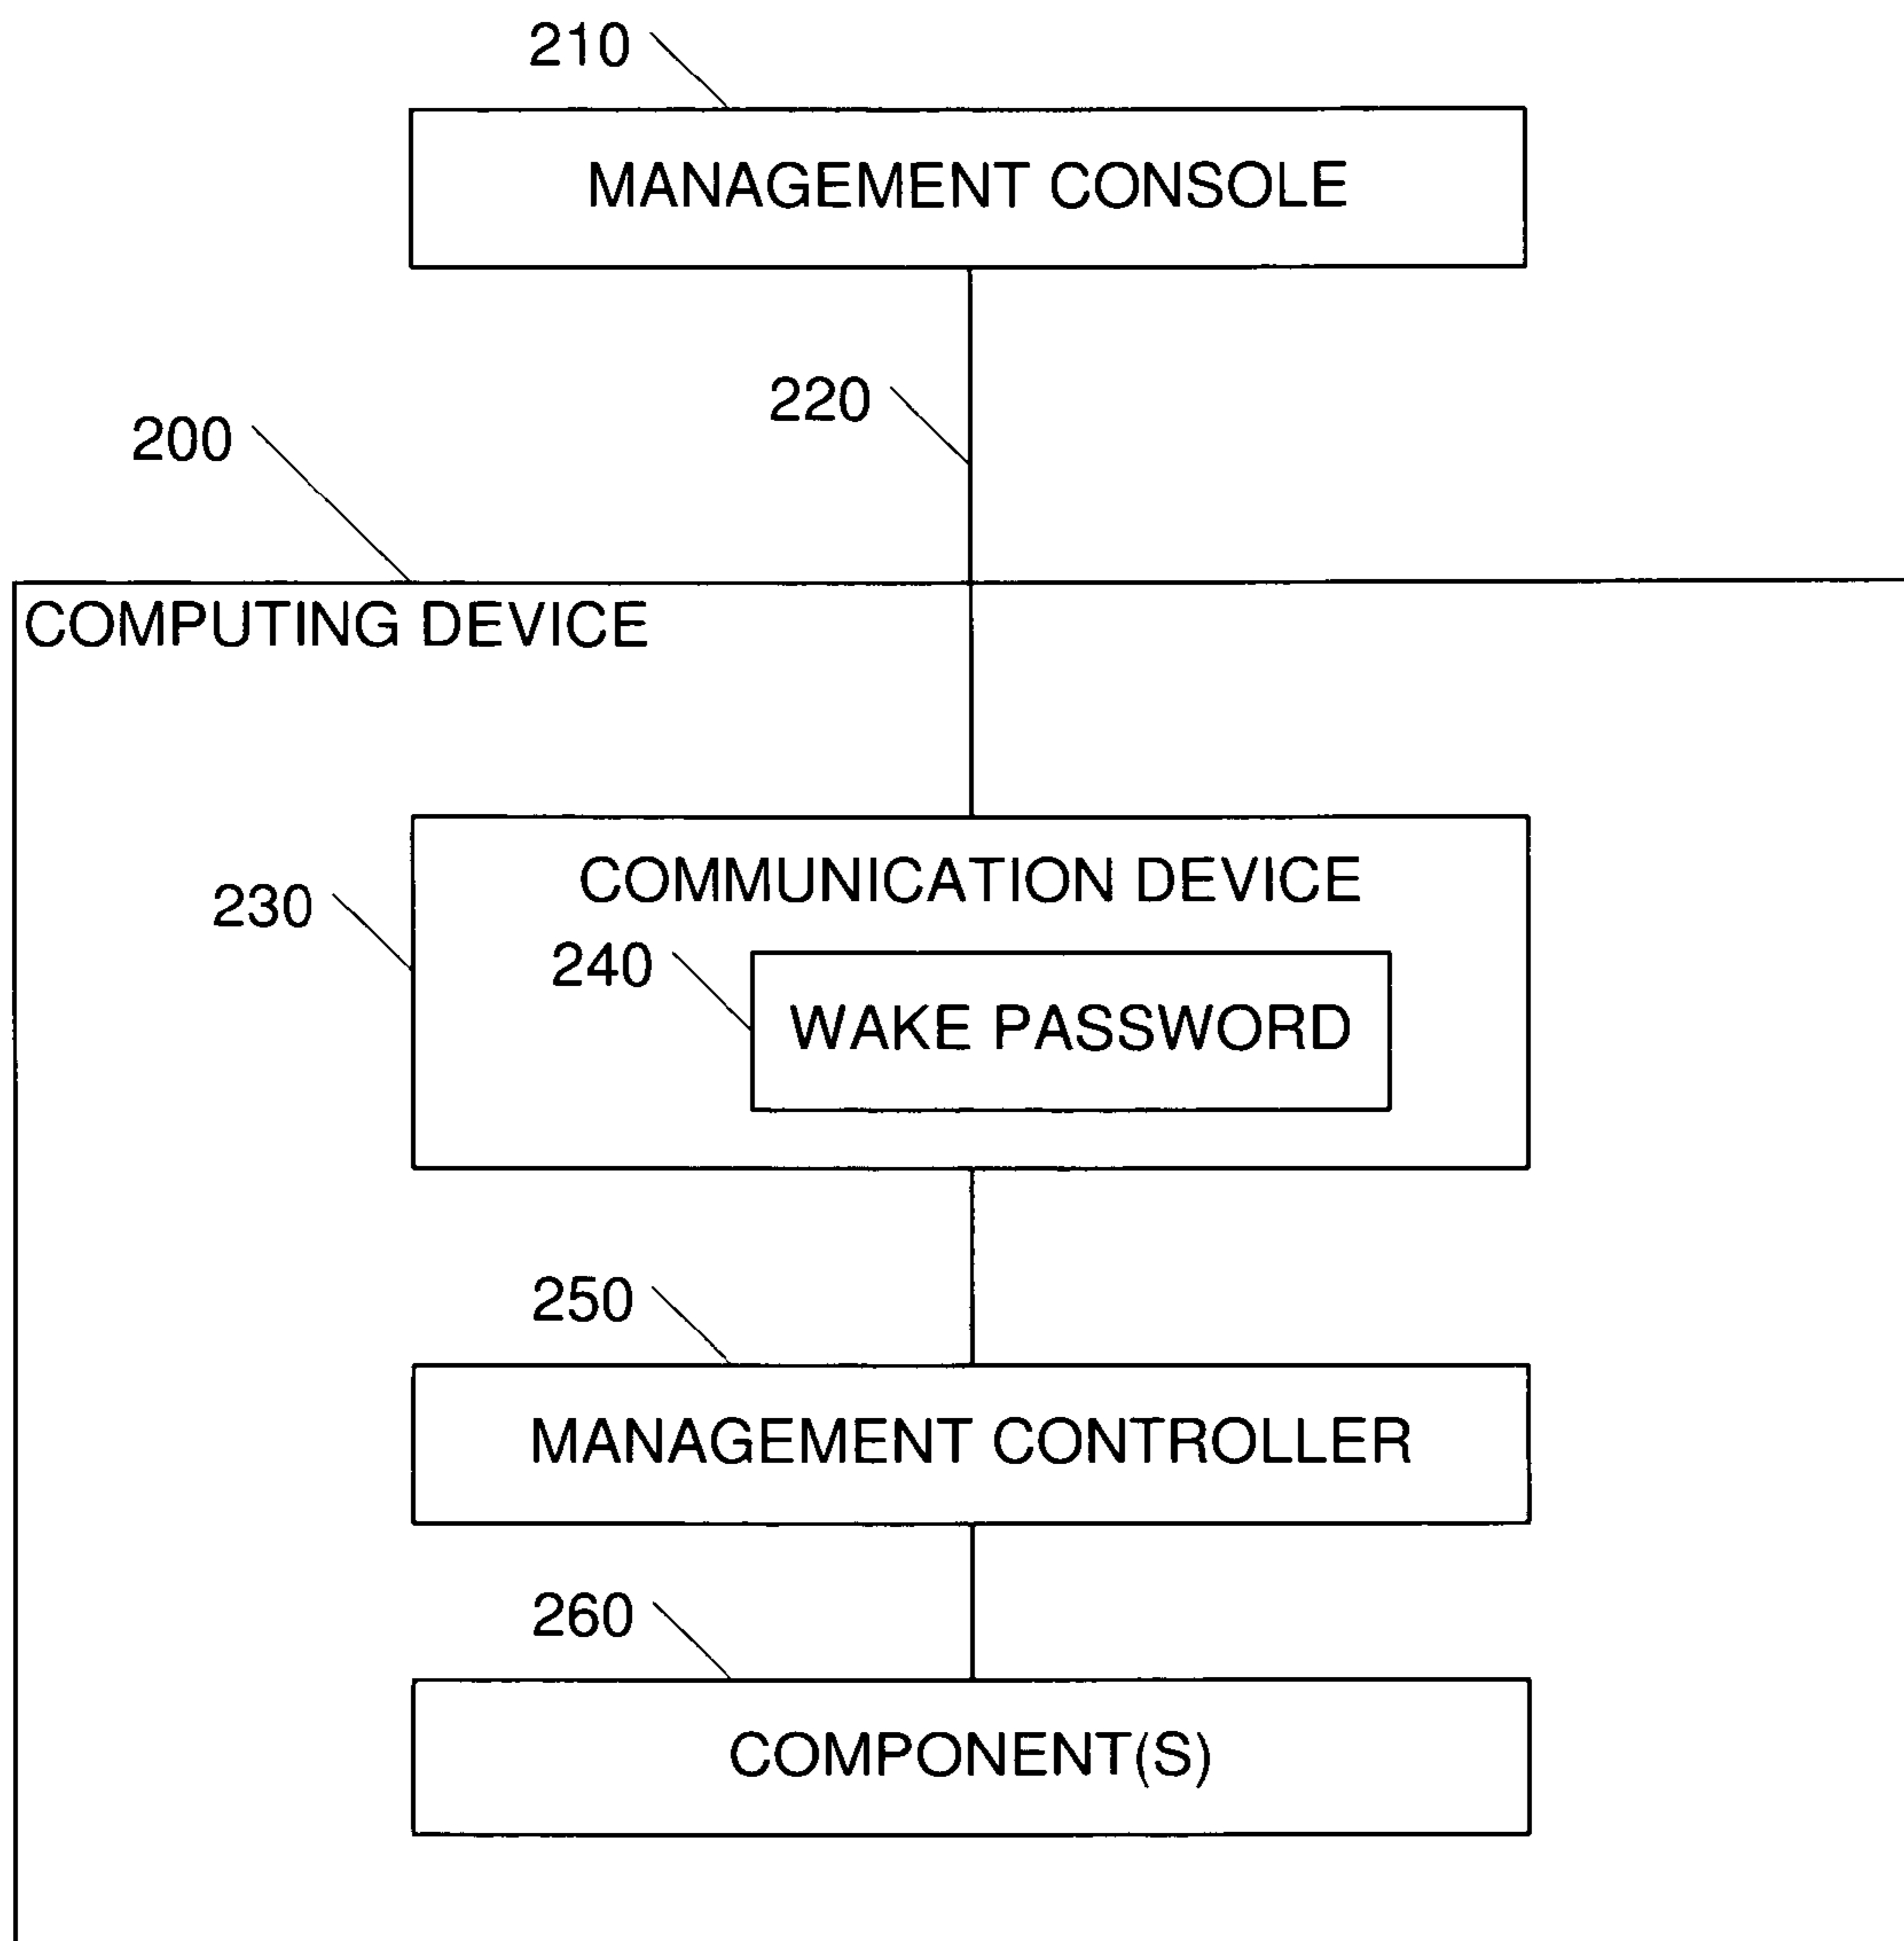 210
MANAGEMENT CONSOLE
220
200
COMPUTING DEVICE
COMMUNICATION DEVICE
230
240
WAKE PASSWORD
250
MANAGEMENT CONTROLLER
260
COMPONENT(S)